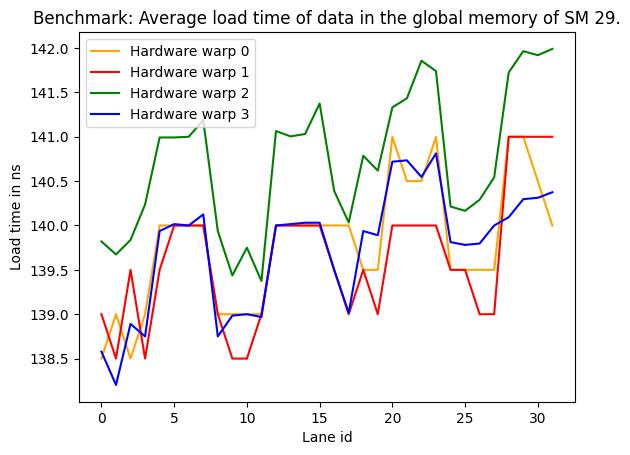 Benchmark: Average load time of data in the global memory of SM 29.
Hardware warp 0
Hardware warp 1
Hardware warp 2
Hardware warp 3
142.0
141.5
141.0
140.5
140.0
139.5
139.0
138.5
Load time in ns
0 5 10 15 20 25 30
Lane id